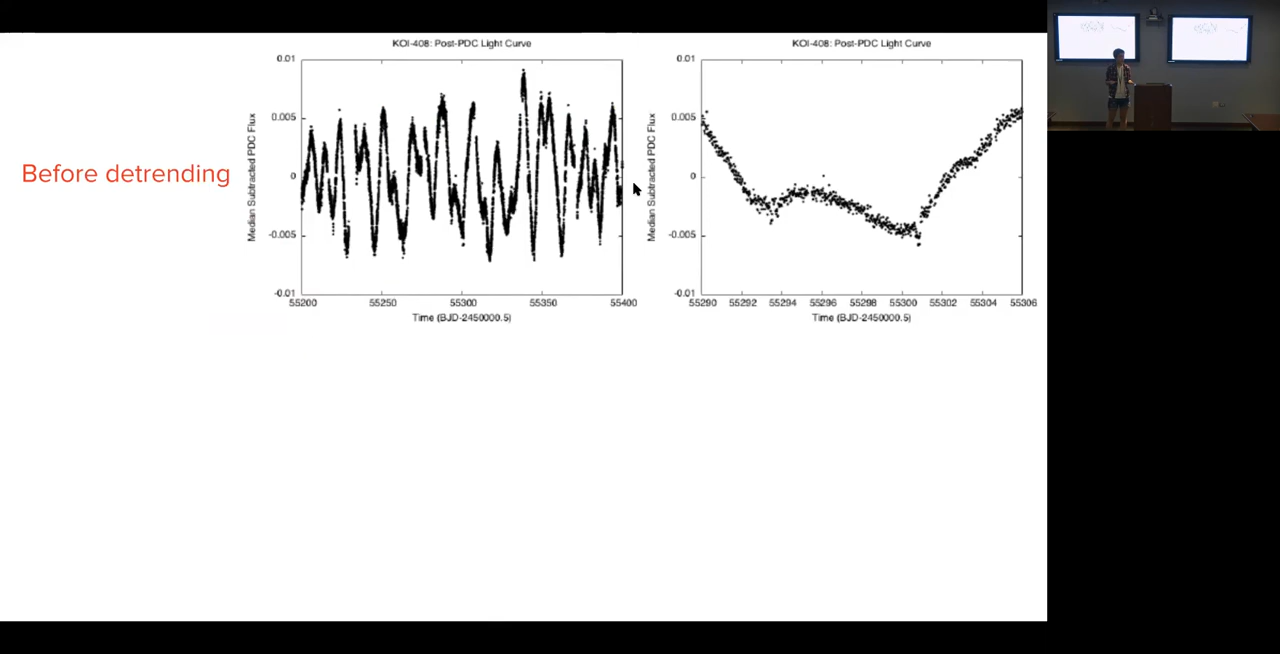 Before detrending
KOI-408: Post-PDC Light Curve
Median Subtracted PDC Flux
0.01
0.005
0
-0.005
-0.01
55200 55250 55300 55350 55400
Time (BJD-2450000.5)
KOI-408: Post-PDC Light Curve
Median Subtracted PDC Flux
0.01
0.005
0
-0.005
-0.01
55290 55292 55294 55296 55298 55300 55302 55304 55306
Time (BJD-2450000.5)